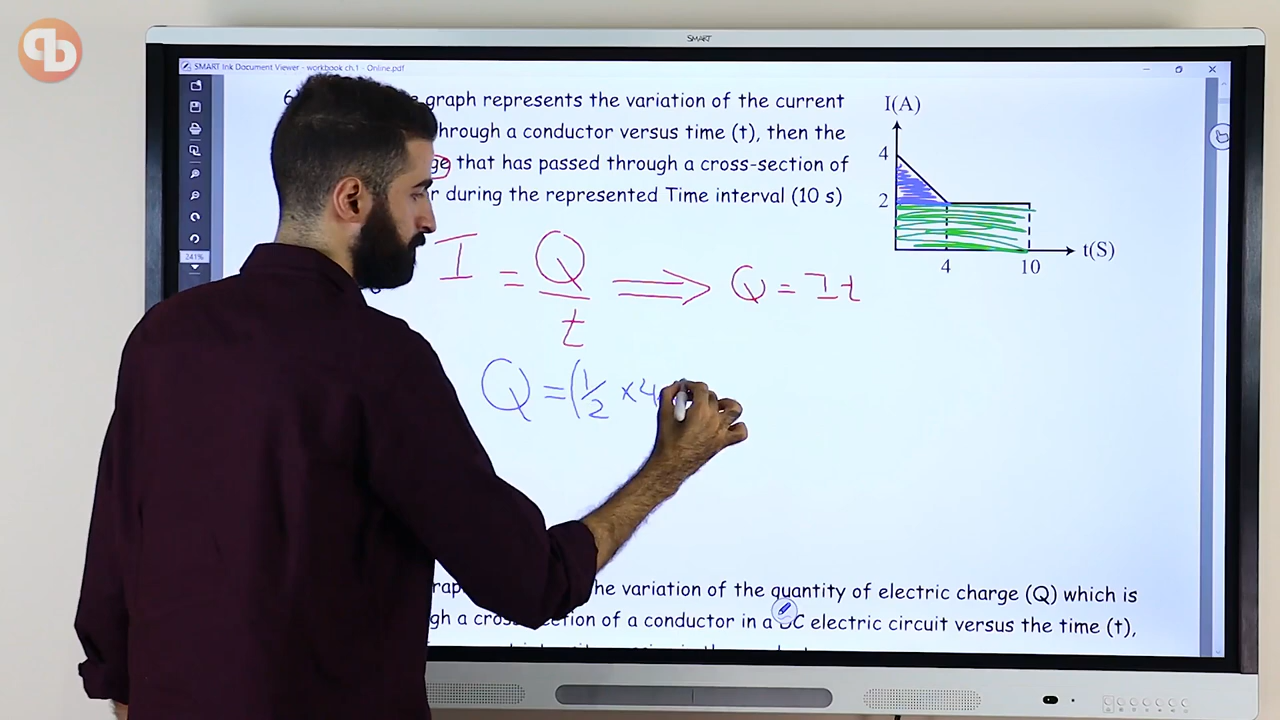 qb
SMART
SMART Ink Document Viewer - workbook ch.1 - Online.pdf
6
graph represents the variation of the current
through a conductor versus time (t), then the
that has passed through a cross-section of
during the represented Time interval (10 s)
241%
I(A)
4
2
4 10
t(S)
I = Q/t ⟹ Q = It
Q = (1/2 × 4
the variation of the quantity of electric charge (Q) which is
of a conductor in a DC electric circuit versus the time (t),